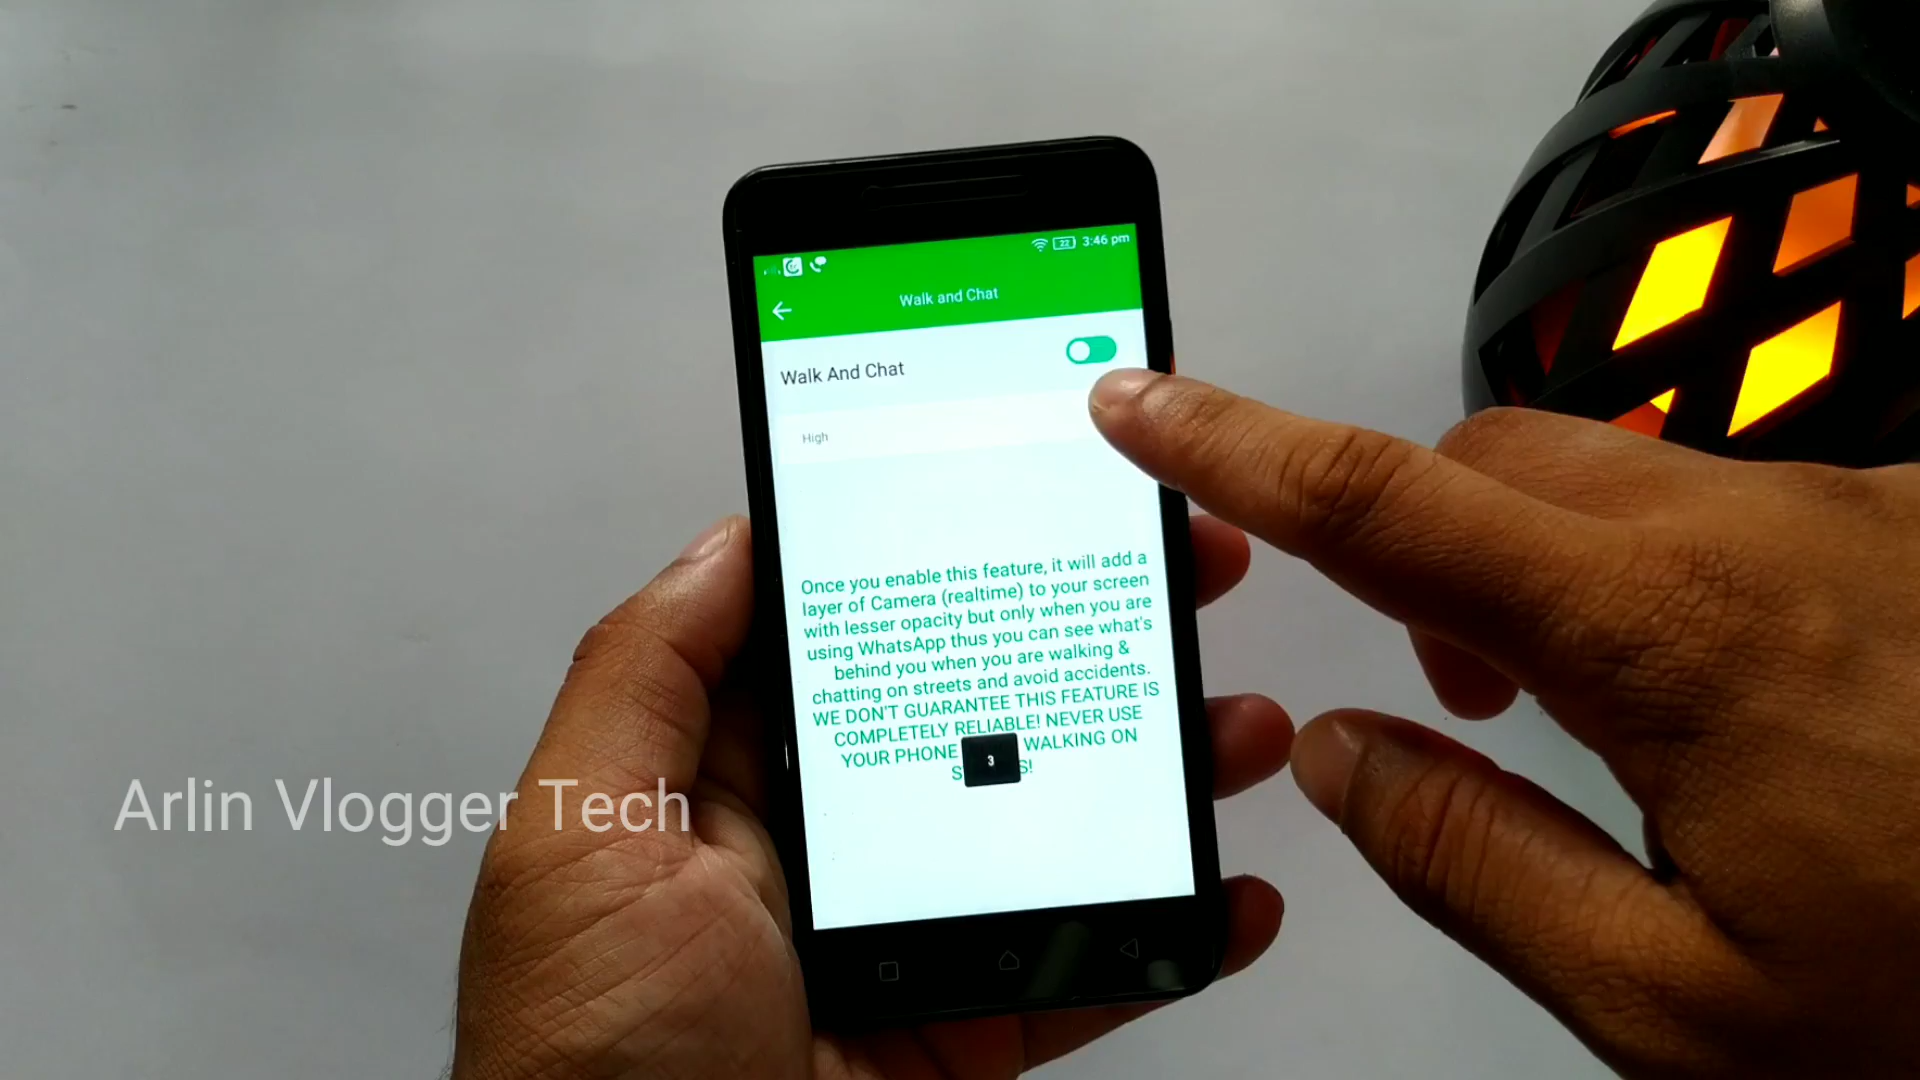 22 3:46 pm
Walk and Chat
Walk And Chat
High
Once you enable this feature, it will add a
layer of Camera (realtime) to your screen
with lesser opacity but only when you are
using WhatsApp thus you can see what's
behind you when you are walking &
chatting on streets and avoid accidents.
WE DON'T GUARANTEE THIS FEATURE IS
COMPLETELY RELIABLE! NEVER USE
YOUR PHONE WALKING ON
3
Arlin Vlogger Tech